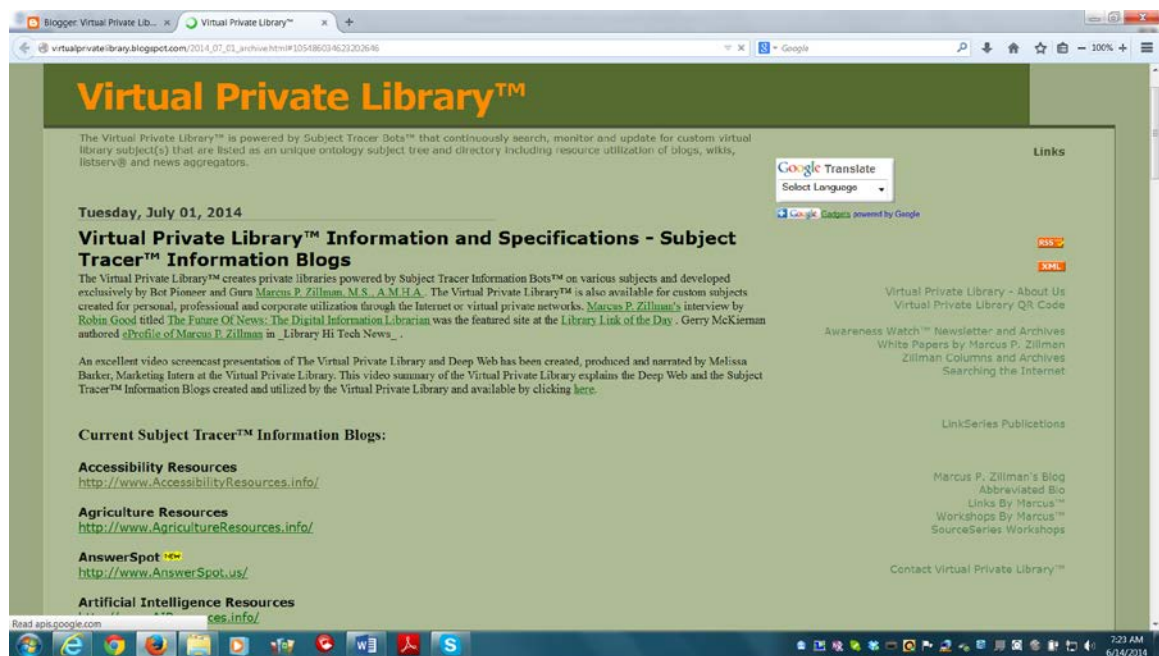 Blogger: Virtual Private Lib...
Virtual Private Library™
virtualprivatelibrary.blogspot.com/2014_07_01_archive.html#105486034623202646
Google
100%
Virtual Private Library™
The Virtual Private Library™ is powered by Subject Tracer Bots™ that continuously search, monitor and update for custom virtual
library subject(s) that are listed as an unique ontology subject tree and directory including resource utilization of blogs, wikis,
listserv® and news aggregators.
Google Translate
Select Language
Google Gadgets powered by Google
Tuesday, July 01, 2014
Virtual Private Library™ Information and Specifications - Subject
Tracer™ Information Blogs
The Virtual Private Library™ creates private libraries powered by Subject Tracer Information Bots™ on various subjects and developed
exclusively by Bot Pioneer and Guru Marcus P. Zillman, M.S., A.M.H.A. The Virtual Private Library™ is also available for custom subjects
created for personal, professional and corporate utilization through the Internet or virtual private networks. Marcus P. Zillman's interview by
Robin Good titled The Future Of News: The Digital Information Librarian was the featured site at the Library Link of the Day . Gerry McKiernan
authored eProfile of Marcus P. Zillman in _Library Hi Tech News_ .
An excellent video screencast presentation of The Virtual Private Library and Deep Web has been created, produced and narrated by Melissa
Barker, Marketing Intern at the Virtual Private Library. This video summary of the Virtual Private Library explains the Deep Web and the Subject
Tracer™ Information Blogs created and utilized by the Virtual Private Library and available by clicking here.
Current Subject Tracer™ Information Blogs:
Accessibility Resources
http://www.AccessibilityResources.info/
Agriculture Resources
http://www.AgricultureResources.info/
AnswerSpot NEW
http://www.AnswerSpot.us/
Artificial Intelligence Resources
ces.info/
Links
RSS
XML
Virtual Private Library - About Us
Virtual Private Library QR Code
Awareness Watch™ Newsletter and Archives
White Papers by Marcus P. Zillman
Zillman Columns and Archives
Searching the Internet
LinkSeries Publications
Marcus P. Zillman's Blog
Abbreviated Bio
Links By Marcus™
Workshops By Marcus™
SourceSeries Workshops
Contact Virtual Private Library™
Read apis.google.com
7:23 AM
6/14/2014